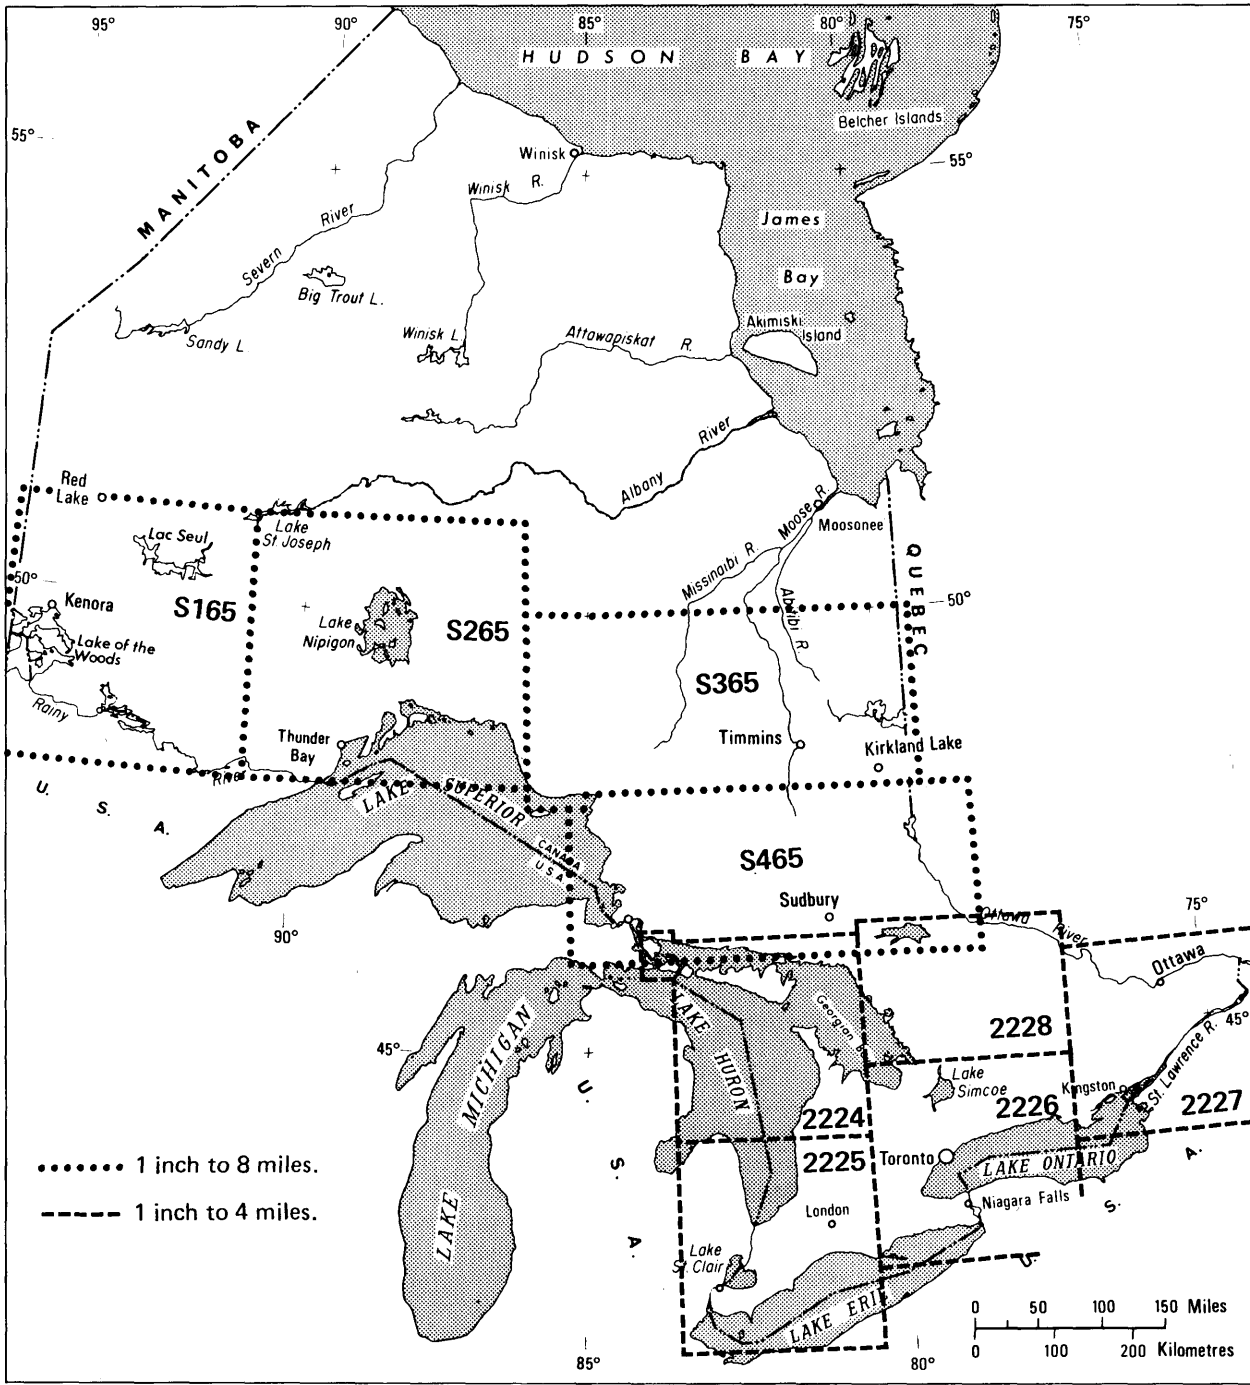 95° 90° 85° 80° 75°
HUDSON BAY
Belcher Islands
55°
MANITOBA
Winisk
55°
Winisk R.
Severn River
James
Bay
Big Trout L.
Sandy L.
Winisk L.
Attawapiskat R.
Akimiski
Island
Albany River
Red
Lake
Lake
St. Joseph
Moose R.
Moosonee
Lac Seul
Missinaibi R.
QUEBEC
50°
50°
Kenora
S165
Abitibi R.
Lake
Nipigon
S265
Lake of the
Woods
S365
Rainy
River
Thunder
Bay
Timmins
Kirkland Lake
U. S. A.
LAKE SUPERIOR
CANADA
USA
S465
Sudbury
90°
Ottawa River
75°
Ottawa
LAKE MICHIGAN
LAKE HURON
Georgian B.
2228
45°
45°
St. Lawrence R.
Lake
Simcoe
Kingston
U. S. A.
2224
2226
2227
2225
Toronto
LAKE ONTARIO
1 inch to 8 miles.
1 inch to 4 miles.
Niagara Falls
London
U. S. A.
Lake
St. Clair
LAKE ERIE
0 50 100 150 Miles
0 100 200 Kilometres
85° 80°